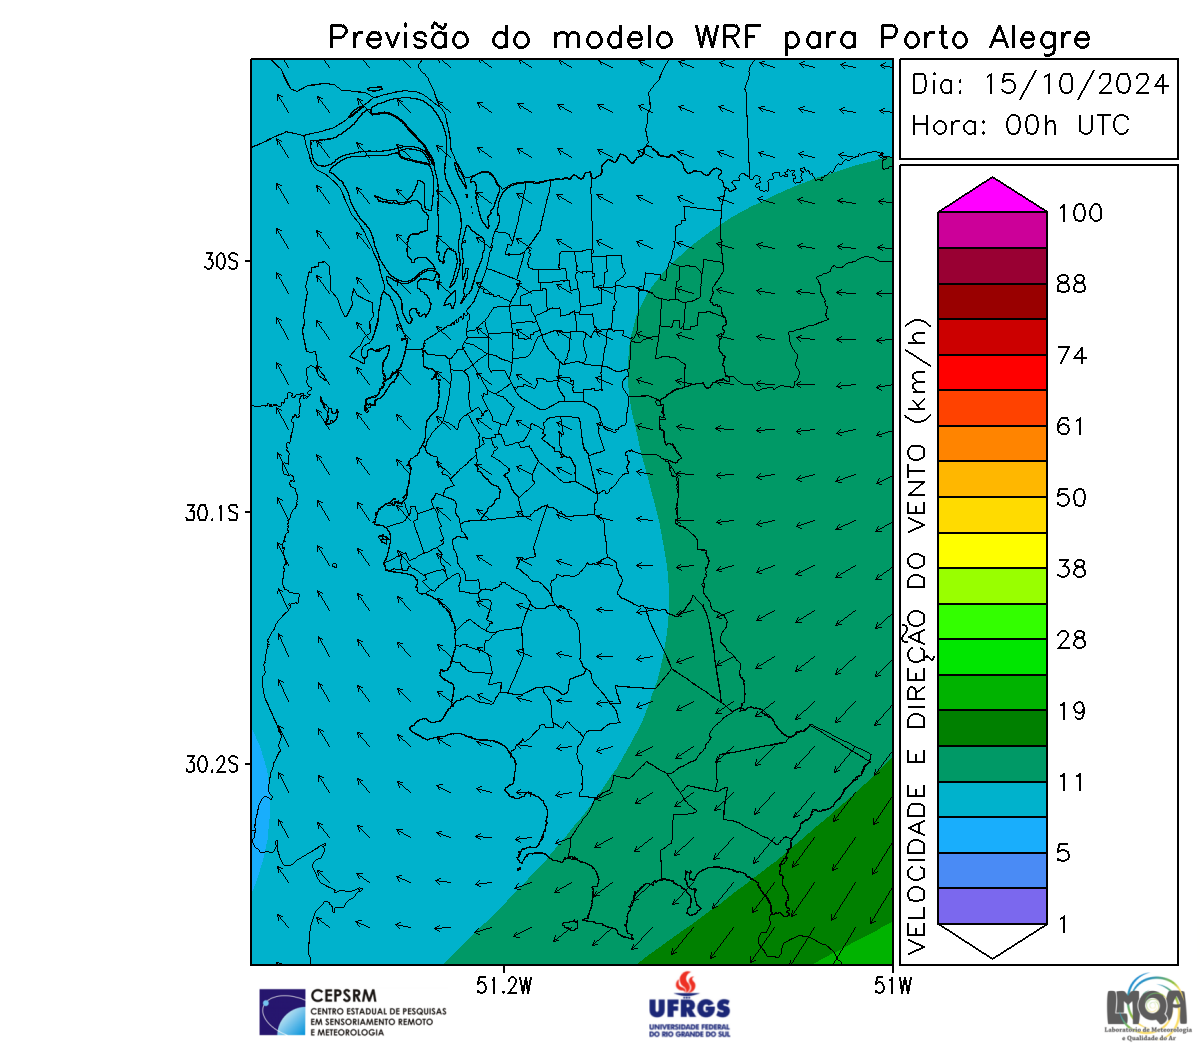 Previsão do modelo WRF para Porto Alegre
Dia: 15/10/2024
Hora: 00h UTC
30S
30.1S
30.2S
51.2W
51W
VELOCIDADE E DIREÇÃO DO VENTO (km/h)
100
88
74
61
50
38
28
19
11
5
1
CEPSRM
CENTRO ESTADUAL DE PESQUISAS
EM SENSORIAMENTO REMOTO
E METEOROLOGIA
UFRGS
UNIVERSIDADE FEDERAL
DO RIO GRANDE DO SUL
LMQA
Laboratório de Meteorologia
e Qualidade do Ar